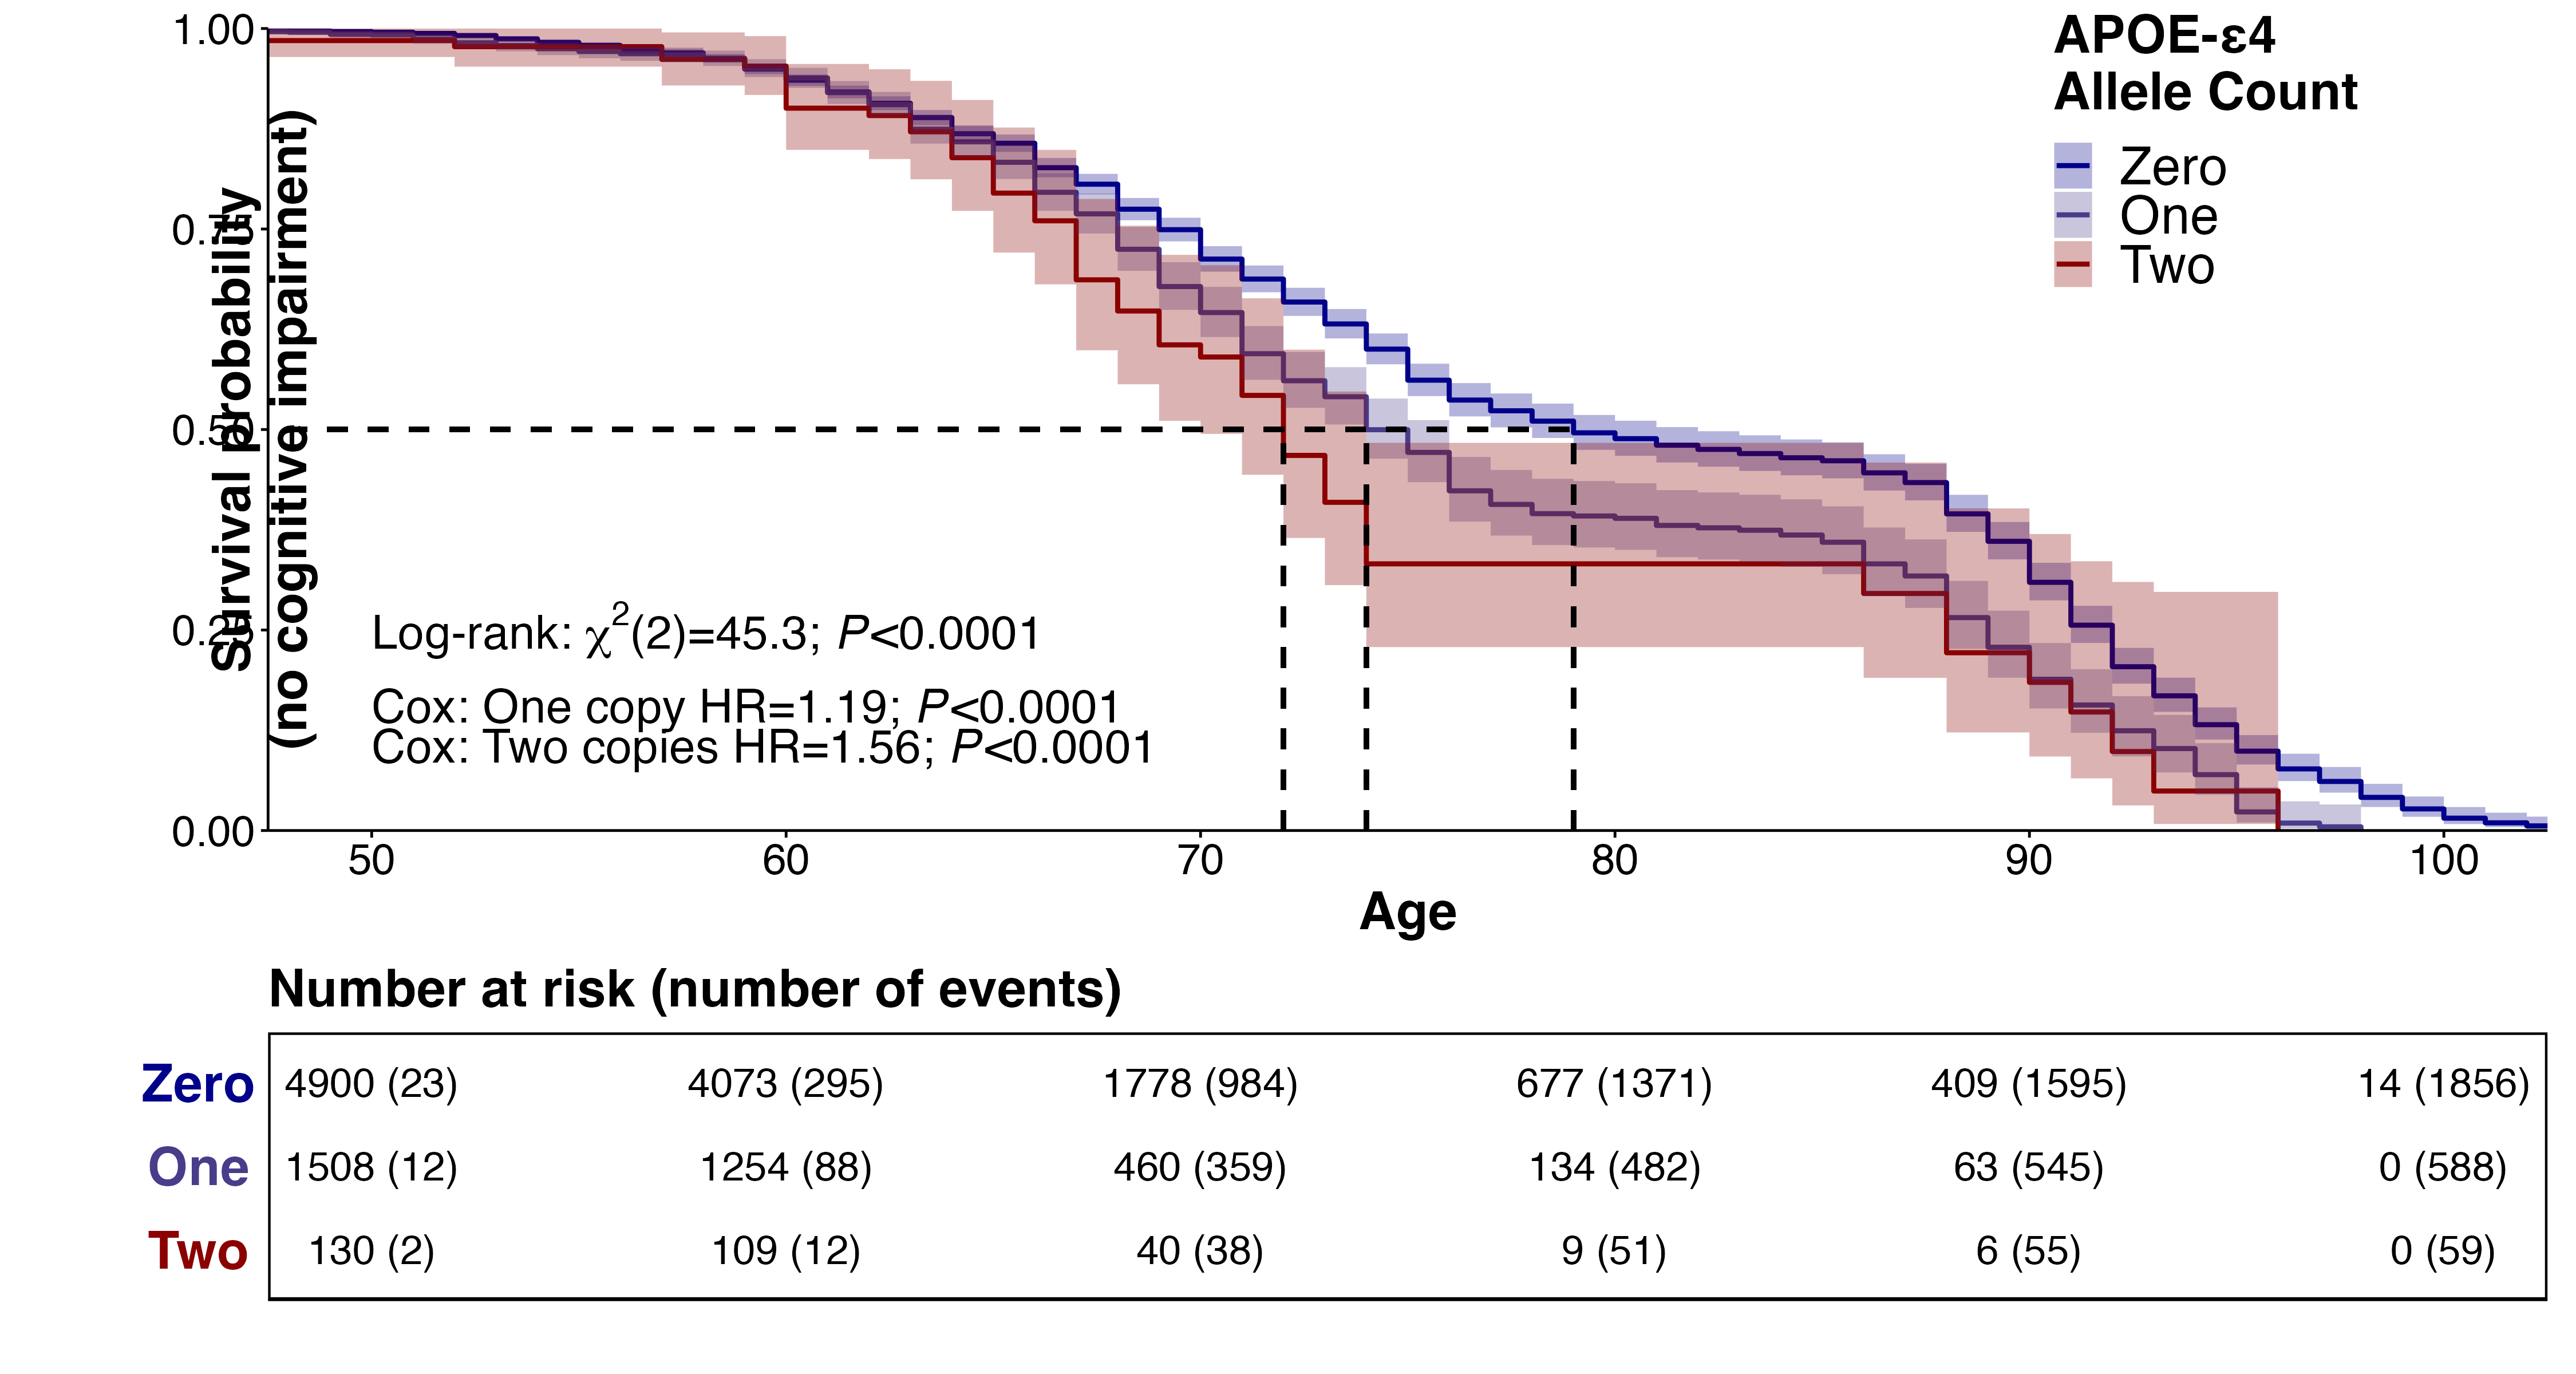 Survival probability
(no cognitive impairment)
1.00
0.75
0.50
0.25
0.00
APOE-ε4
Allele Count
Zero
One
Two
Log-rank: χ²(2)=45.3; P<0.0001
Cox: One copy HR=1.19; P<0.0001
Cox: Two copies HR=1.56; P<0.0001
50 60 70 80 90 100
Age
Number at risk (number of events)
Zero 4900 (23) 4073 (295) 1778 (984) 677 (1371) 409 (1595) 14 (1856)
One 1508 (12) 1254 (88) 460 (359) 134 (482) 63 (545) 0 (588)
Two 130 (2) 109 (12) 40 (38) 9 (51) 6 (55) 0 (59)